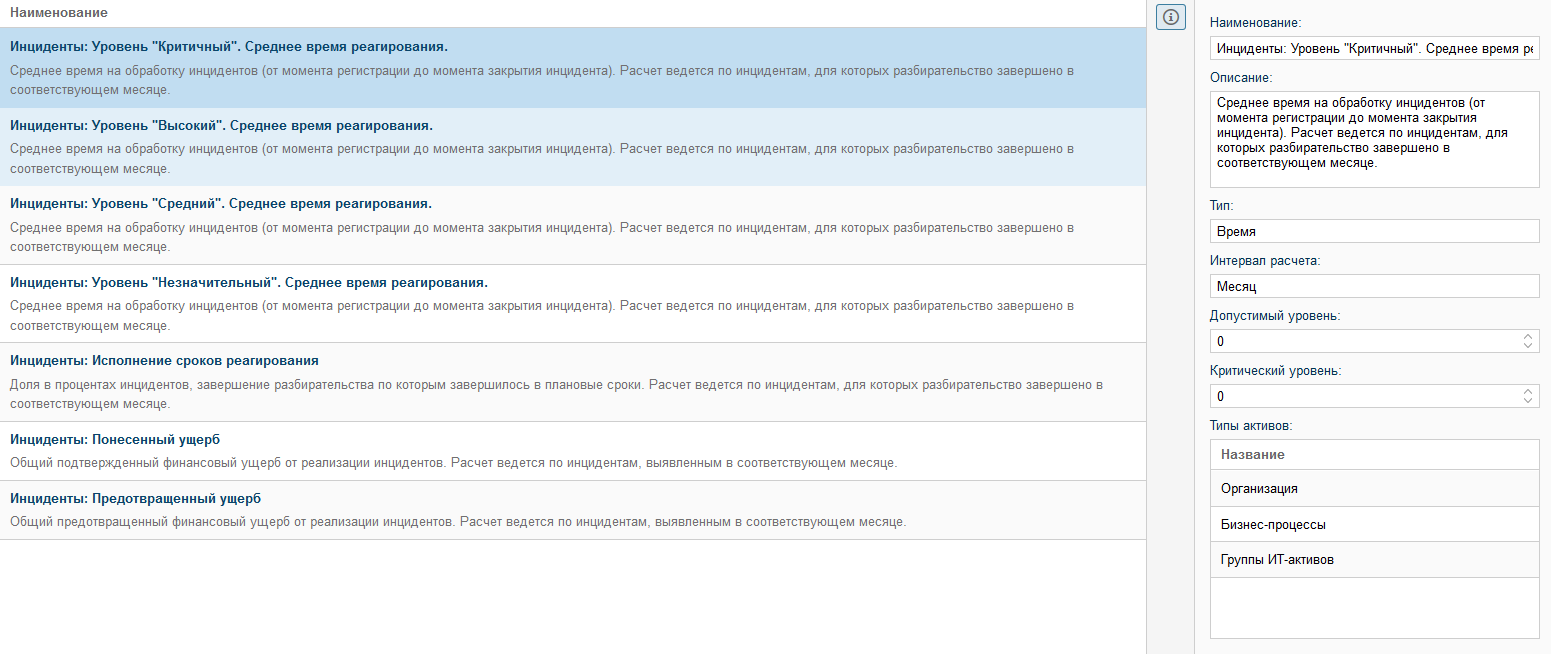 Наименование
Инциденты: Уровень "Критичный". Среднее время реагирования.
Среднее время на обработку инцидентов (от момента регистрации до момента закрытия инцидента). Расчет ведется по инцидентам, для которых разбирательство завершено в
соответствующем месяце.
Инциденты: Уровень "Высокий". Среднее время реагирования.
Среднее время на обработку инцидентов (от момента регистрации до момента закрытия инцидента). Расчет ведется по инцидентам, для которых разбирательство завершено в
соответствующем месяце.
Инциденты: Уровень "Средний". Среднее время реагирования.
Среднее время на обработку инцидентов (от момента регистрации до момента закрытия инцидента). Расчет ведется по инцидентам, для которых разбирательство завершено в
соответствующем месяце.
Инциденты: Уровень "Незначительный". Среднее время реагирования.
Среднее время на обработку инцидентов (от момента регистрации до момента закрытия инцидента). Расчет ведется по инцидентам, для которых разбирательство завершено в
соответствующем месяце.
Инциденты: Исполнение сроков реагирования
Доля в процентах инцидентов, завершение разбирательства по которым завершилось в плановые сроки. Расчет ведется по инцидентам, для которых разбирательство завершено в
соответствующем месяце.
Инциденты: Понесенный ущерб
Общий подтвержденный финансовый ущерб от реализации инцидентов. Расчет ведется по инцидентам, выявленным в соответствующем месяце.
Инциденты: Предотвращенный ущерб
Общий предотвращенный финансовый ущерб от реализации инцидентов. Расчет ведется по инцидентам, выявленным в соответствующем месяце.
Наименование:
Инциденты: Уровень "Критичный". Среднее время ре
Описание:
Среднее время на обработку инцидентов (от
момента регистрации до момента закрытия
инцидента). Расчет ведется по инцидентам, для
которых разбирательство завершено в
соответствующем месяце.
Тип:
Время
Интервал расчета:
Месяц
Допустимый уровень:
0
Критический уровень:
0
Типы активов:
Название
Организация
Бизнес-процессы
Группы ИТ-активов